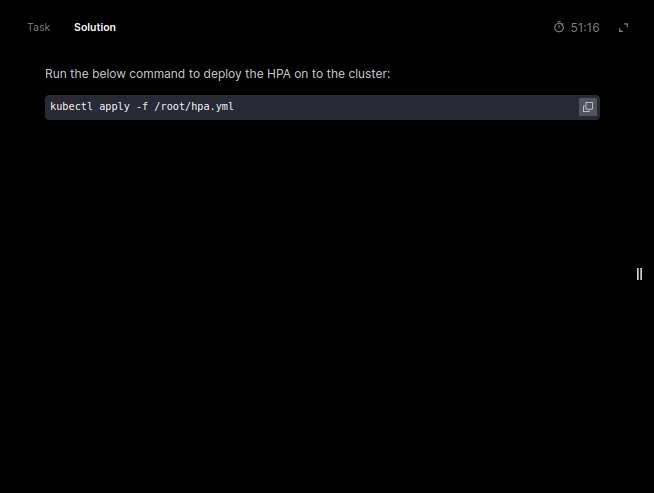 Task Solution 51:16
Run the below command to deploy the HPA on to the cluster:
kubectl apply -f /root/hpa.yml